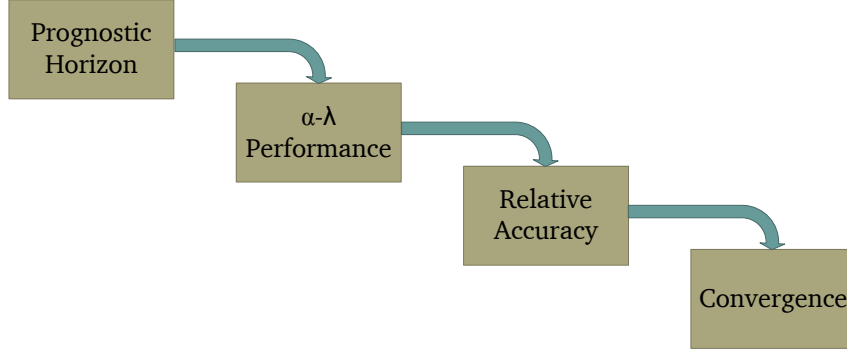 Prognostic
Horizon
α-λ
Performance
Relative
Accuracy
Convergence